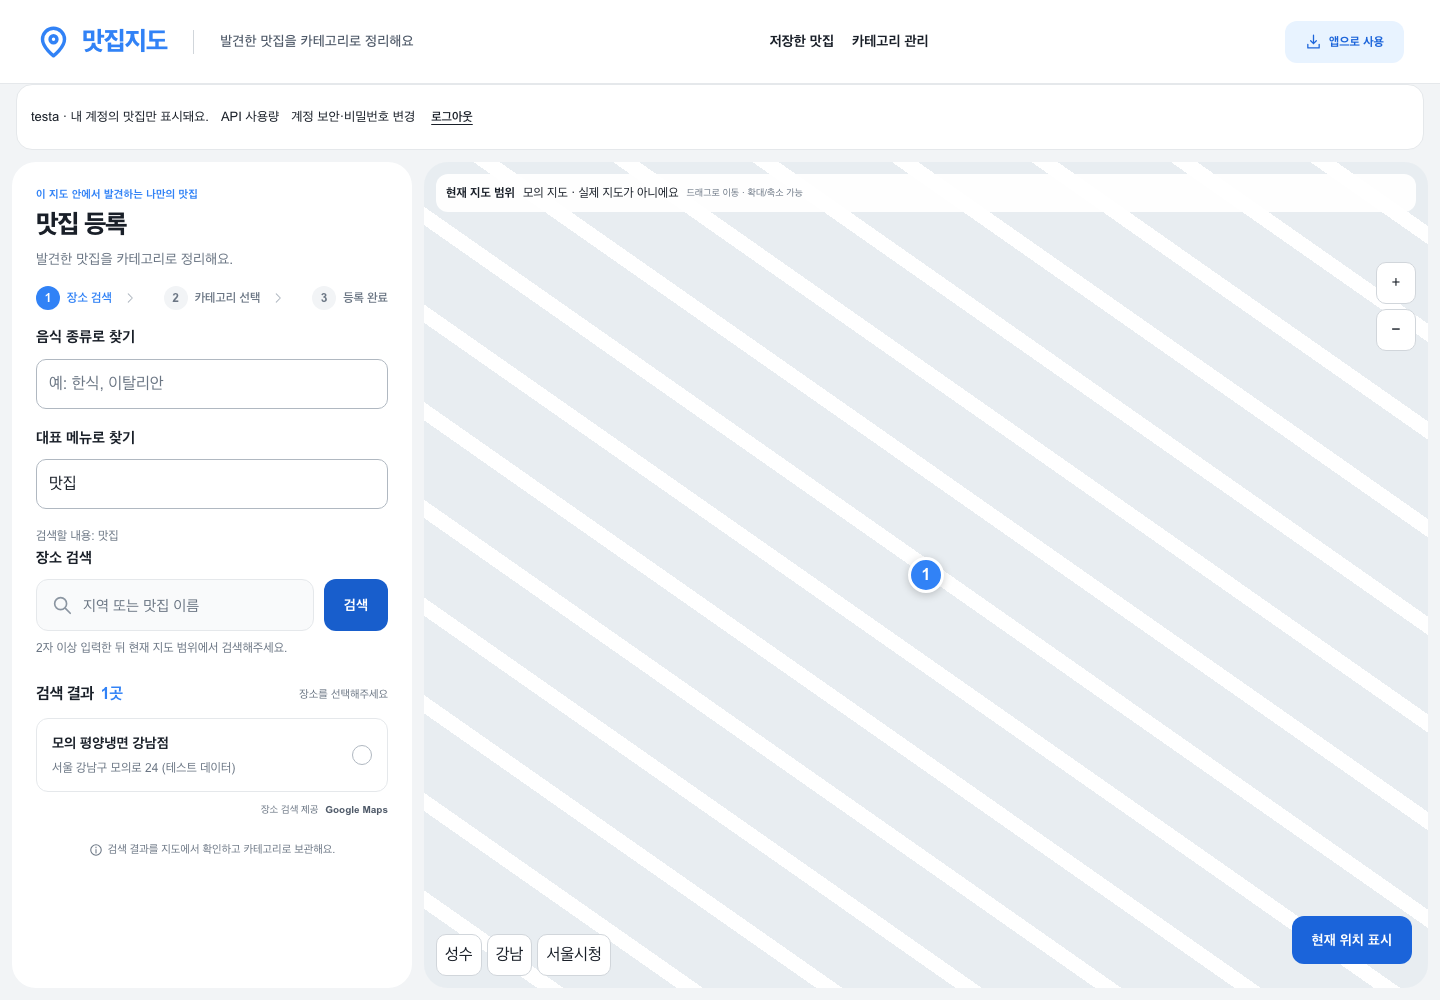 맛집지도
발견한 맛집을 카테고리로 정리해요
저장한 맛집 카테고리 관리
앱으로 사용
testa · 내 계정의 맛집만 표시돼요. API 사용량 계정 보안·비밀번호 변경 로그아웃
이 지도 안에서 발견하는 나만의 맛집
맛집 등록
발견한 맛집을 카테고리로 정리해요.
1 장소 검색 2 카테고리 선택 3 등록 완료
음식 종류로 찾기
예: 한식, 이탈리안
대표 메뉴로 찾기
맛집
검색할 내용: 맛집
장소 검색
지역 또는 맛집 이름
검색
2자 이상 입력한 뒤 현재 지도 범위에서 검색해주세요.
검색 결과 1곳
장소를 선택해주세요
모의 평양냉면 강남점
서울 강남구 모의로 24 (테스트 데이터)
장소 검색 제공 Google Maps
검색 결과를 지도에서 확인하고 카테고리로 보관해요.
현재 지도 범위 모의 지도 · 실제 지도가 아니에요 드래그로 이동 · 확대/축소 가능
+
−
1
성수 강남 서울시청
현재 위치 표시